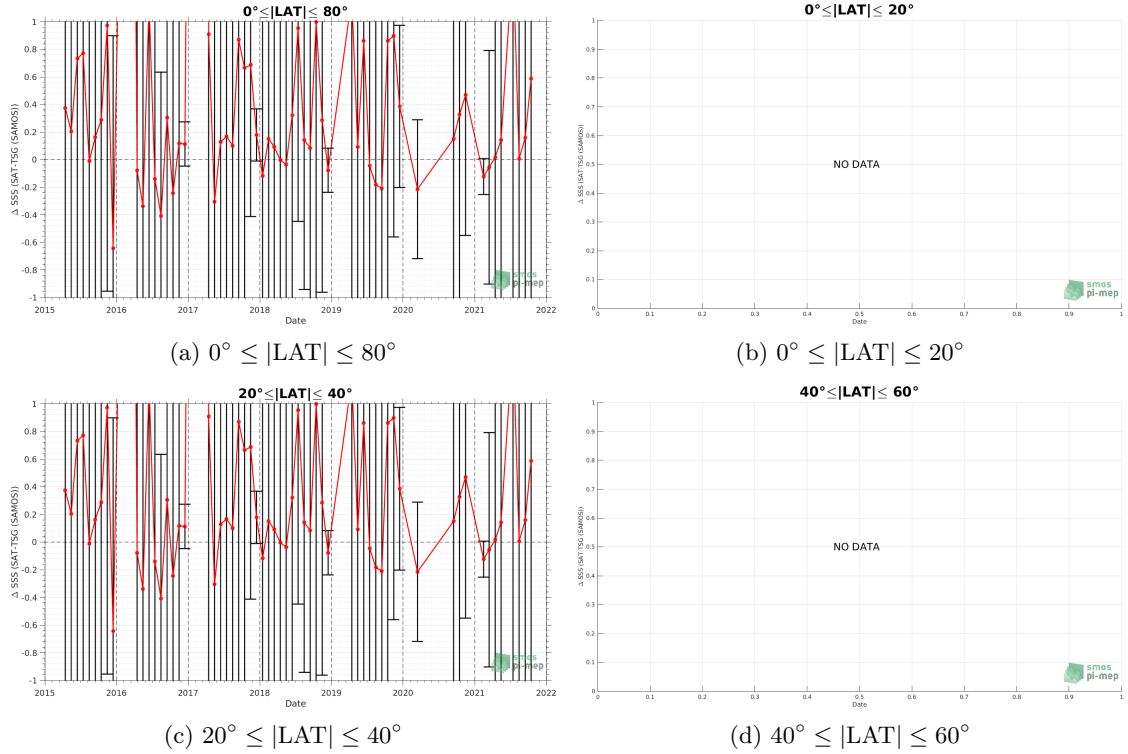 0°≤|LAT|≤ 80°
Δ SSS (SAT-TSG (SAMOS))
1
0.8
0.6
0.4
0.2
0
-0.2
-0.4
-0.6
-0.8
-1
2015 2016 2017 2018 2019 2020 2021 2022
Date
smos
pi-mep
(a) 0° ≤ |LAT| ≤ 80°
0°≤|LAT|≤ 20°
Δ SSS (SAT-TSG (SAMOS))
1
0.9
0.8
0.7
0.6
0.5
0.4
0.3
0.2
0.1
0
NO DATA
0 0.1 0.2 0.3 0.4 0.5 0.6 0.7 0.8 0.9 1
Date
smos
pi-mep
(b) 0° ≤ |LAT| ≤ 20°
20°≤|LAT|≤ 40°
Δ SSS (SAT-TSG (SAMOS))
1
0.8
0.6
0.4
0.2
0
-0.2
-0.4
-0.6
-0.8
-1
2015 2016 2017 2018 2019 2020 2021 2022
Date
smos
pi-mep
(c) 20° ≤ |LAT| ≤ 40°
40°≤|LAT|≤ 60°
Δ SSS (SAT-TSG (SAMOS))
1
0.9
0.8
0.7
0.6
0.5
0.4
0.3
0.2
0.1
0
NO DATA
0 0.1 0.2 0.3 0.4 0.5 0.6 0.7 0.8 0.9 1
Date
smos
pi-mep
(d) 40° ≤ |LAT| ≤ 60°